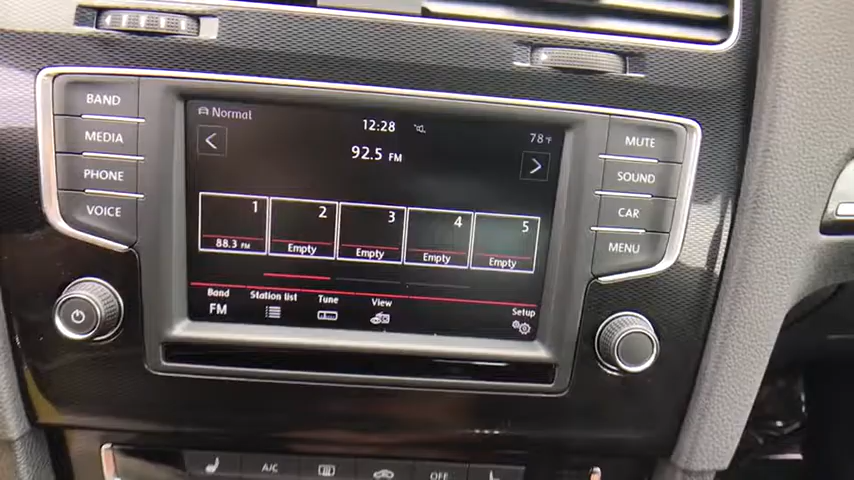 BAND
MEDIA
PHONE
VOICE
Normal
12:28
78°F
92.5 FM
1
2
3
4
5
88.3 FM
Empty
Empty
Empty
Empty
Band
Station list
Tune
View
Setup
FM
MUTE
SOUND
CAR
MENU
A/C
OFF